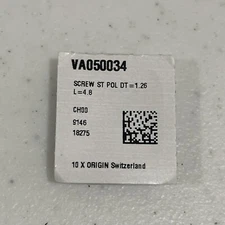 VA050034
SCREW ST POL DT=1.26
L=4.8
CH00
9146
18275
10 X ORIGIN Switzerland